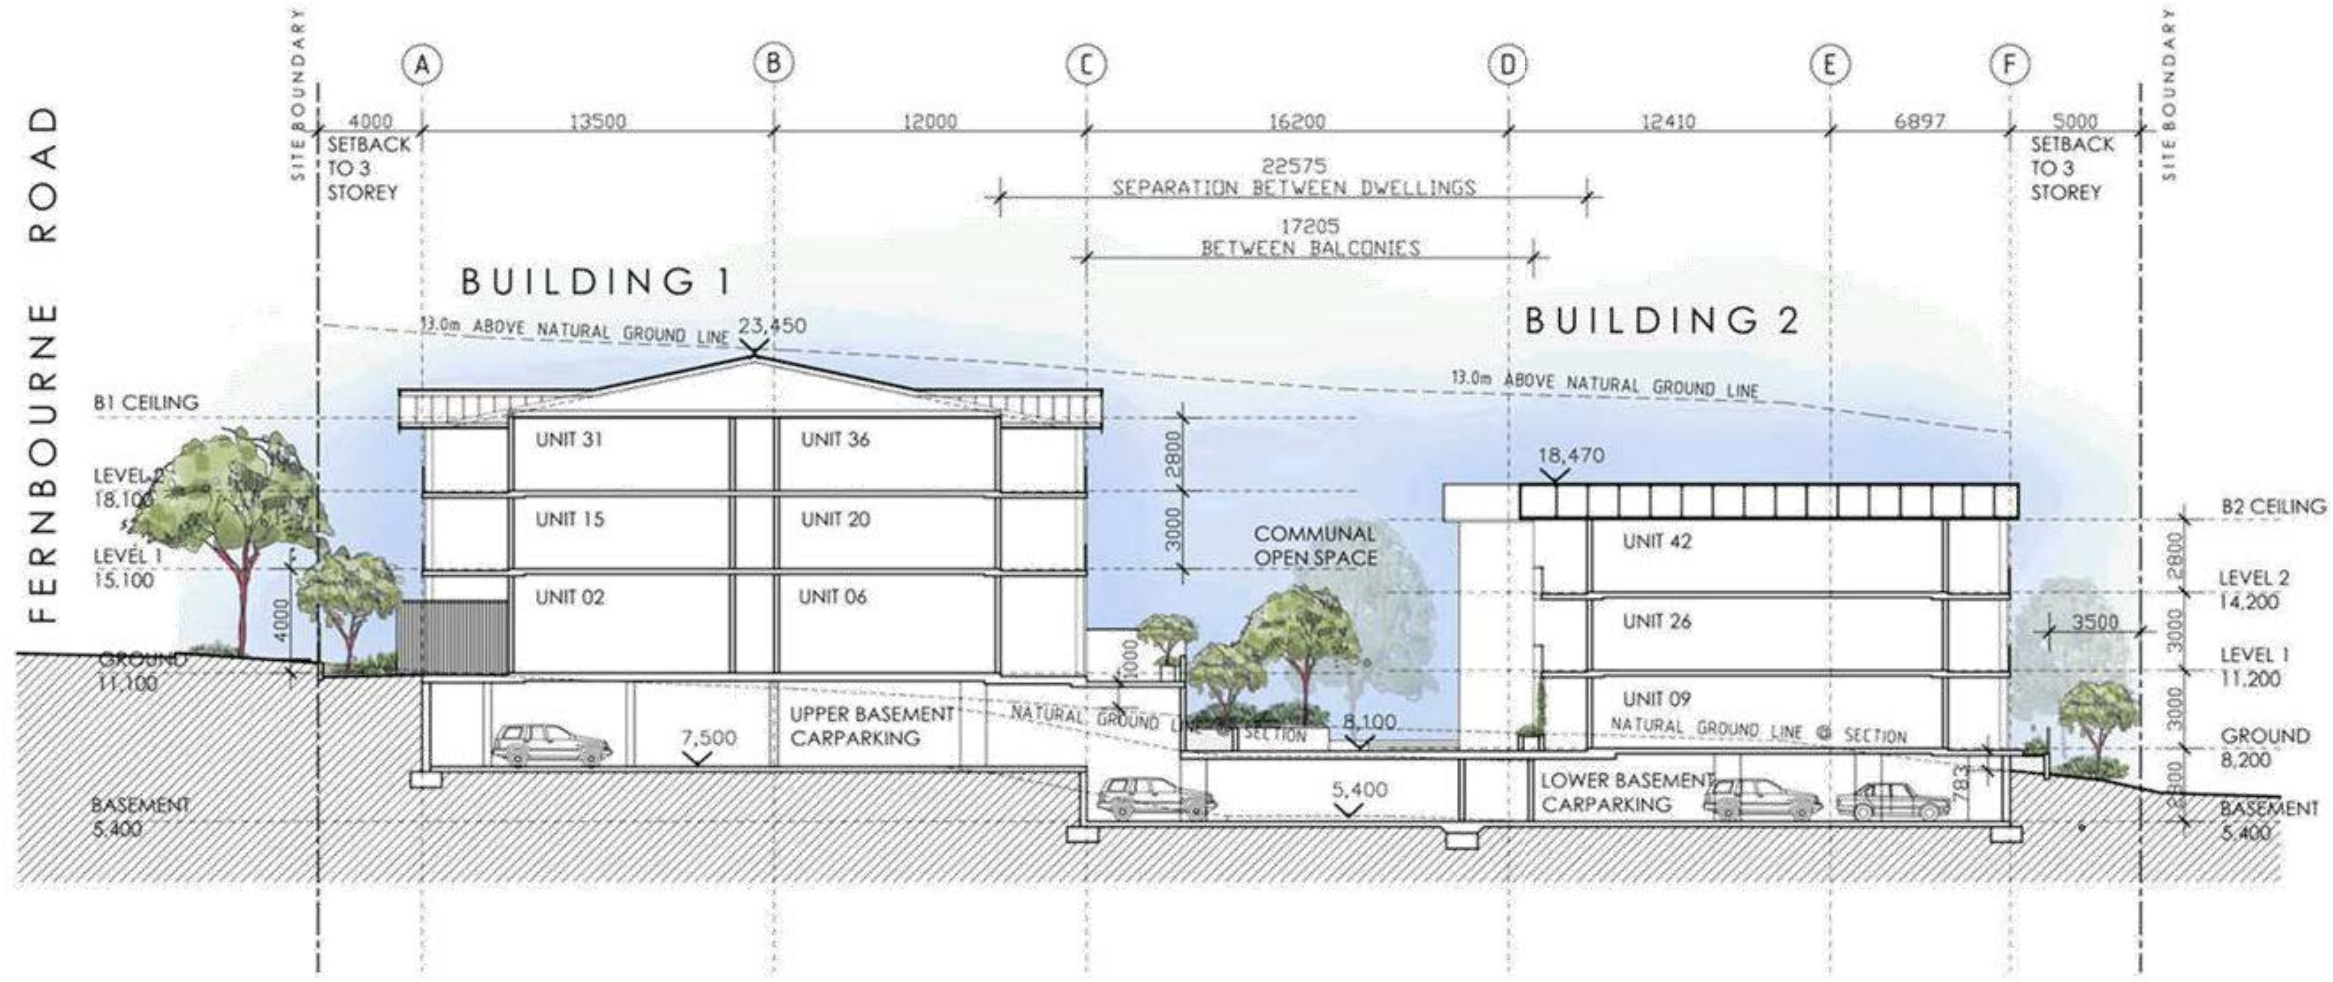 FERNBOURNE ROAD
SITE BOUNDARY
A
B
C
D
E
F
SITE BOUNDARY
4000
13500
12000
16200
12410
6897
5000
SETBACK
TO 3
STOREY
SETBACK
TO 3
STOREY
22575
SEPARATION BETWEEN DWELLINGS
17205
BETWEEN BALCONIES
BUILDING 1
BUILDING 2
13.0m ABOVE NATURAL GROUND LINE
23,450
13.0m ABOVE NATURAL GROUND LINE
B1 CEILING
LEVEL 2
18.100
LEVEL 1
15.100
GROUND
11.100
BASEMENT
5.400
4000
UNIT 31
UNIT 36
UNIT 15
UNIT 20
UNIT 02
UNIT 06
2800
3000
1000
COMMUNAL
OPEN SPACE
18,470
UNIT 42
UNIT 26
UNIT 09
UPPER BASEMENT
CARPARKING
7,500
NATURAL GROUND LINE @ SECTION
8,100
NATURAL GROUND LINE @ SECTION
5,400
LOWER BASEMENT
CARPARKING
783
3500
2800
3000
3000
B2 CEILING
LEVEL 2
14.200
LEVEL 1
11.200
GROUND
8.200
BASEMENT
5.400